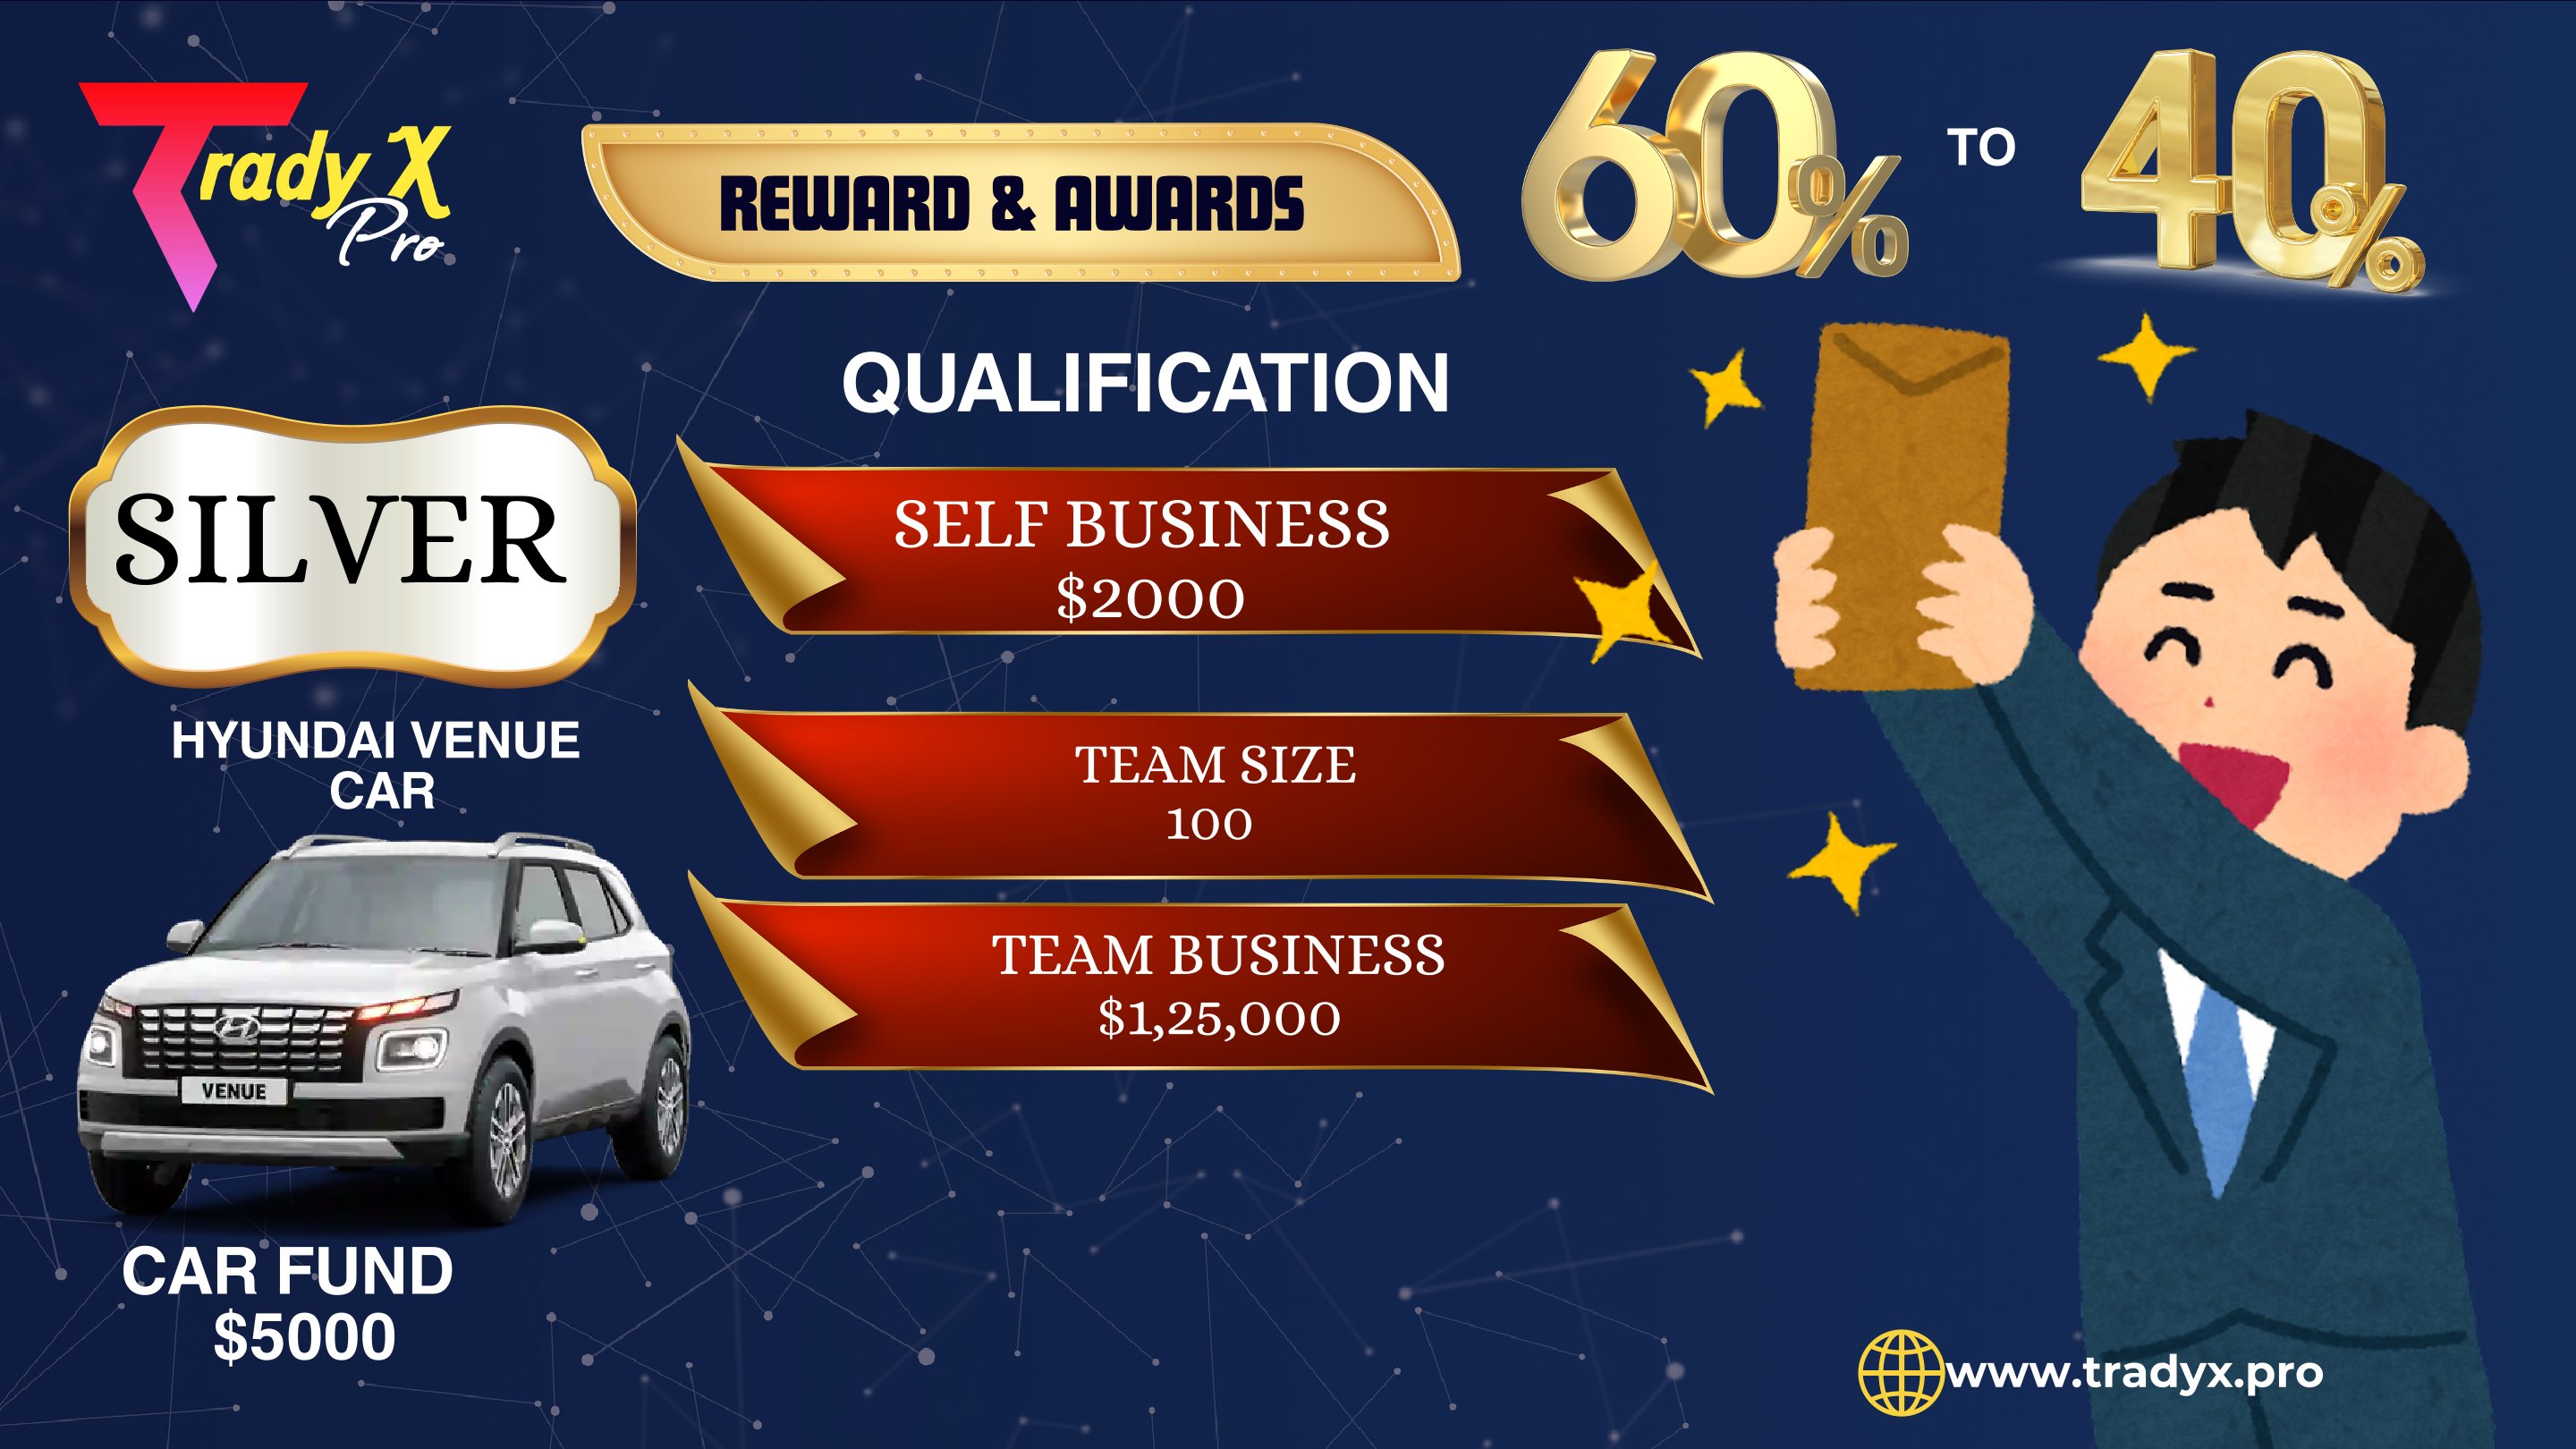 Trady X
Pro
REWARD & AWARDS
60% TO 40%
QUALIFICATION
SILVER
SELF BUSINESS
$2000
HYUNDAI VENUE
CAR
TEAM SIZE
100
TEAM BUSINESS
$1,25,000
VENUE
CAR FUND
$5000
www.tradyx.pro